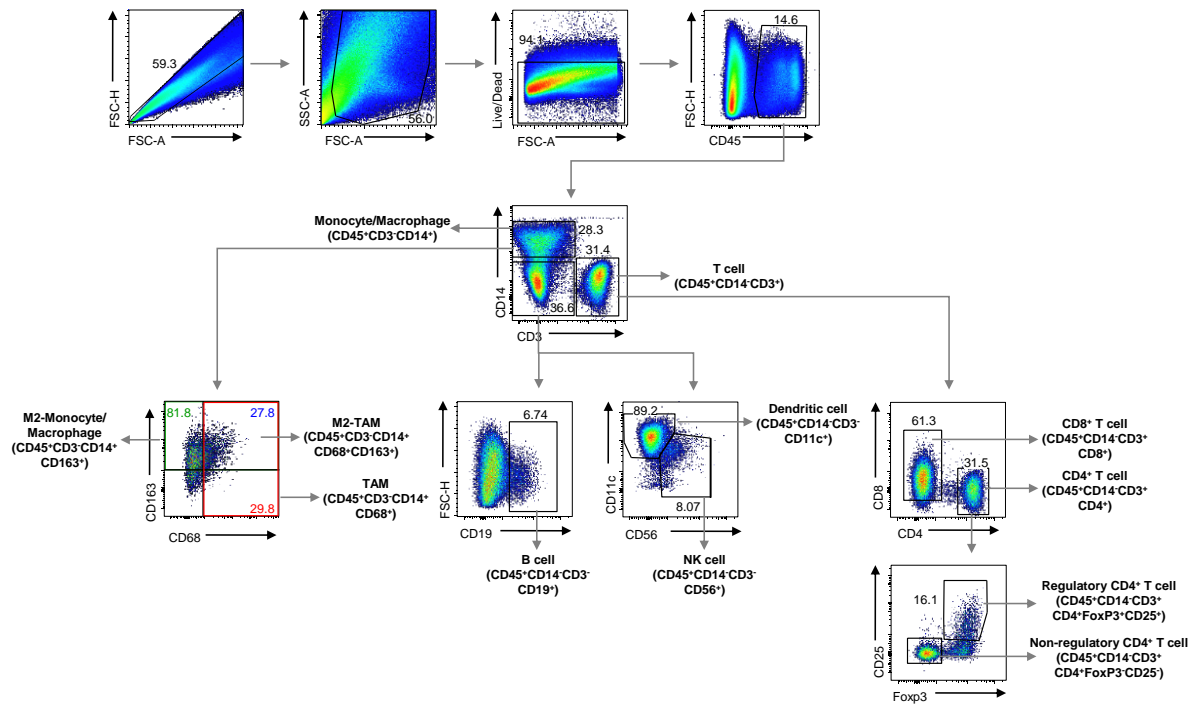 59.3
FSC-H
FSC-A
SSC-A
56.0
FSC-A
94.1
Live/Dead
FSC-A
14.6
FSC-H
CD45
Monocyte/Macrophage
(CD45⁺CD3⁻CD14⁺)
28.3
31.4
36.6
CD14
CD3
T cell
(CD45⁺CD14⁻CD3⁺)
M2-Monocyte/
Macrophage
(CD45⁺CD3⁻CD14⁺
CD163⁺)
81.8
27.8
29.8
CD163
CD68
M2-TAM
(CD45⁺CD3⁻CD14⁺
CD68⁺CD163⁺)
TAM
(CD45⁺CD3⁻CD14⁺
CD68⁺)
6.74
FSC-H
CD19
B cell
(CD45⁺CD14⁻CD3⁻
CD19⁺)
89.2
8.07
CD11c
CD56
Dendritic cell
(CD45⁺CD14⁻CD3⁻
CD11c⁺)
NK cell
(CD45⁺CD14⁻CD3⁻
CD56⁺)
61.3
31.5
CD8
CD4
CD8⁺ T cell
(CD45⁺CD14⁻CD3⁺
CD8⁺)
CD4⁺ T cell
(CD45⁺CD14⁻CD3⁺
CD4⁺)
16.1
CD25
Foxp3
Regulatory CD4⁺ T cell
(CD45⁺CD14⁻CD3⁺
CD4⁺FoxP3⁺CD25⁺)
Non-regulatory CD4⁺ T cell
(CD45⁺CD14⁻CD3⁺
CD4⁺FoxP3⁻CD25⁻)